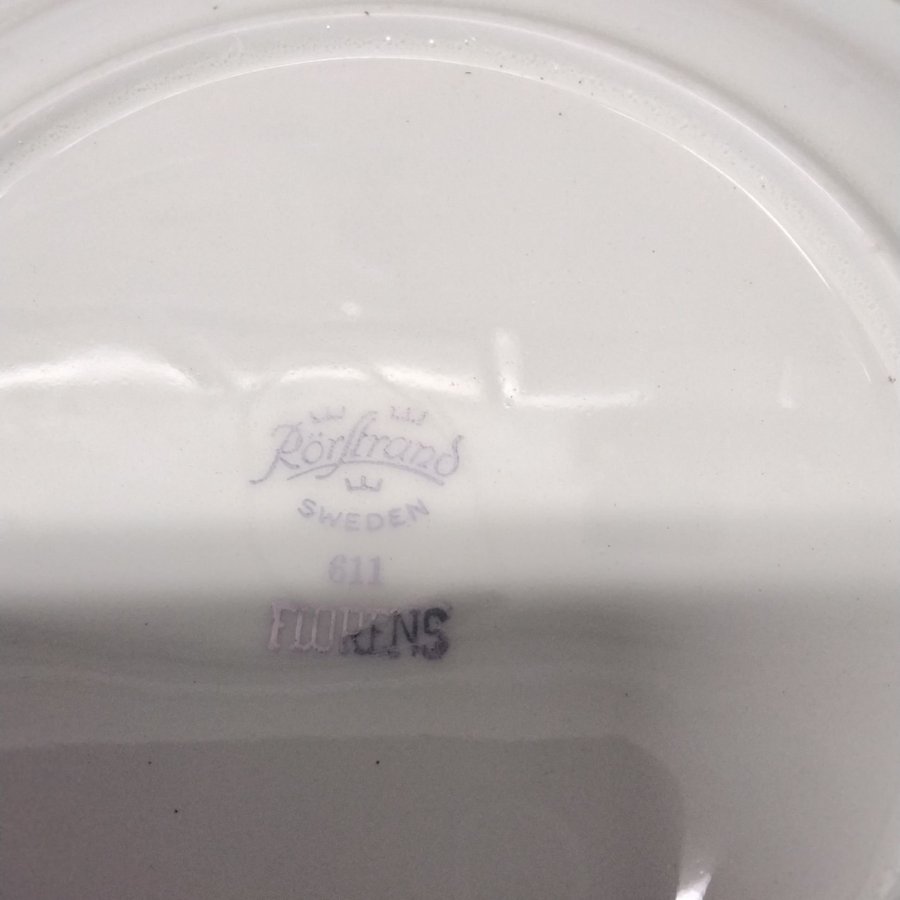 Rörstrand
SWEDEN
611
FLORENS